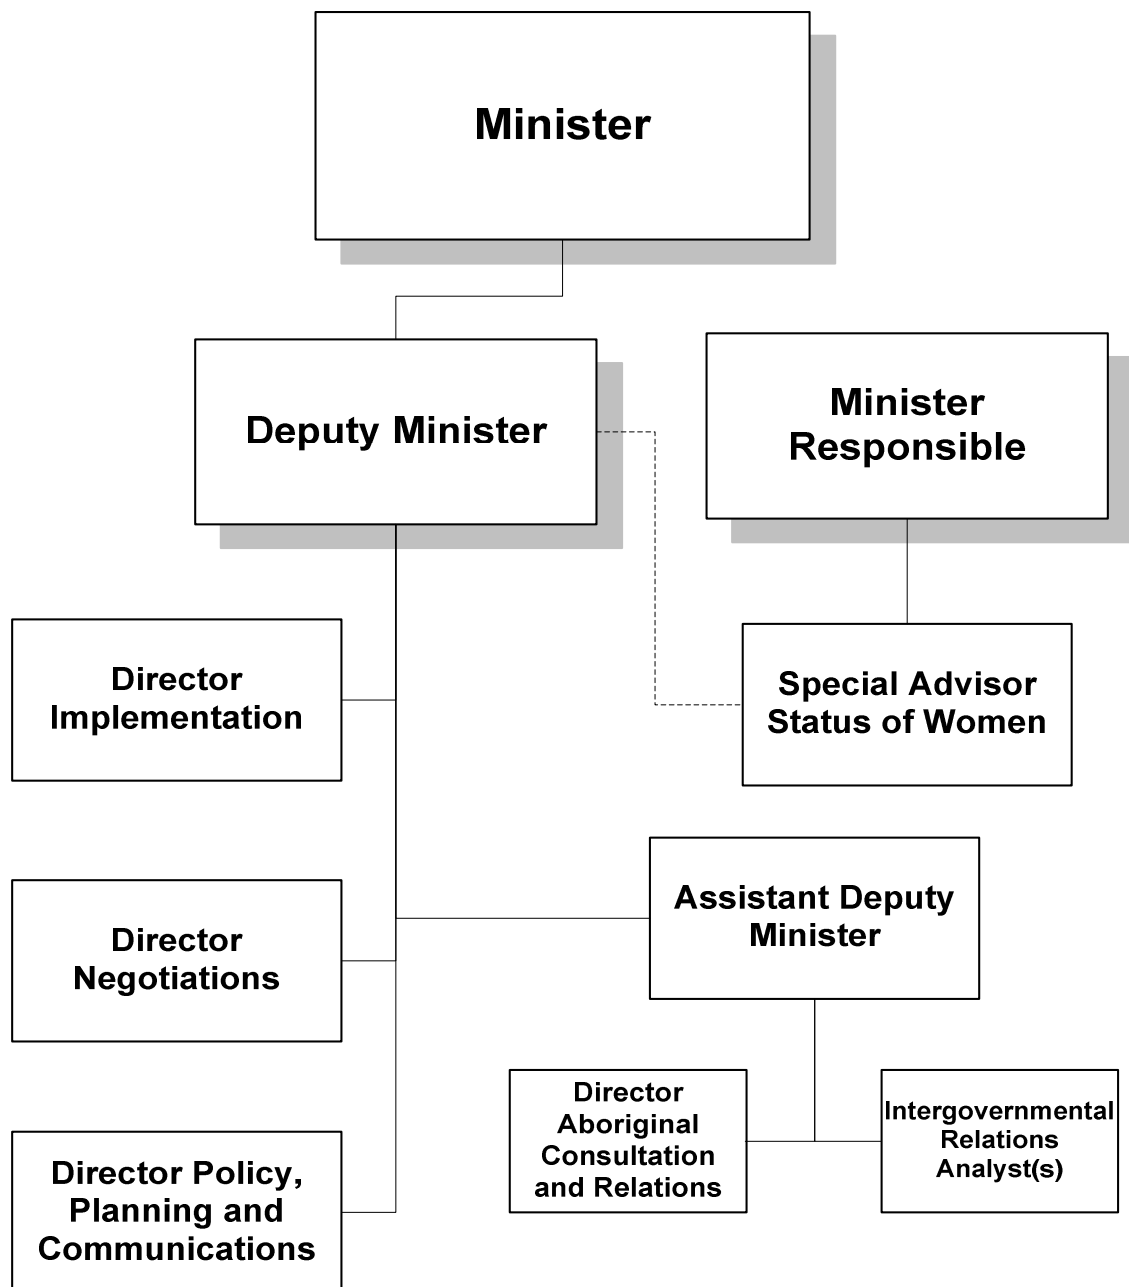 Minister
Deputy Minister
Minister
Responsible
Director
Implementation
Special Advisor
Status of Women
Assistant Deputy
Minister
Director
Negotiations
Director
Aboriginal
Consultation
and Relations
Intergovernmental
Relations
Analyst(s)
Director Policy,
Planning and
Communications